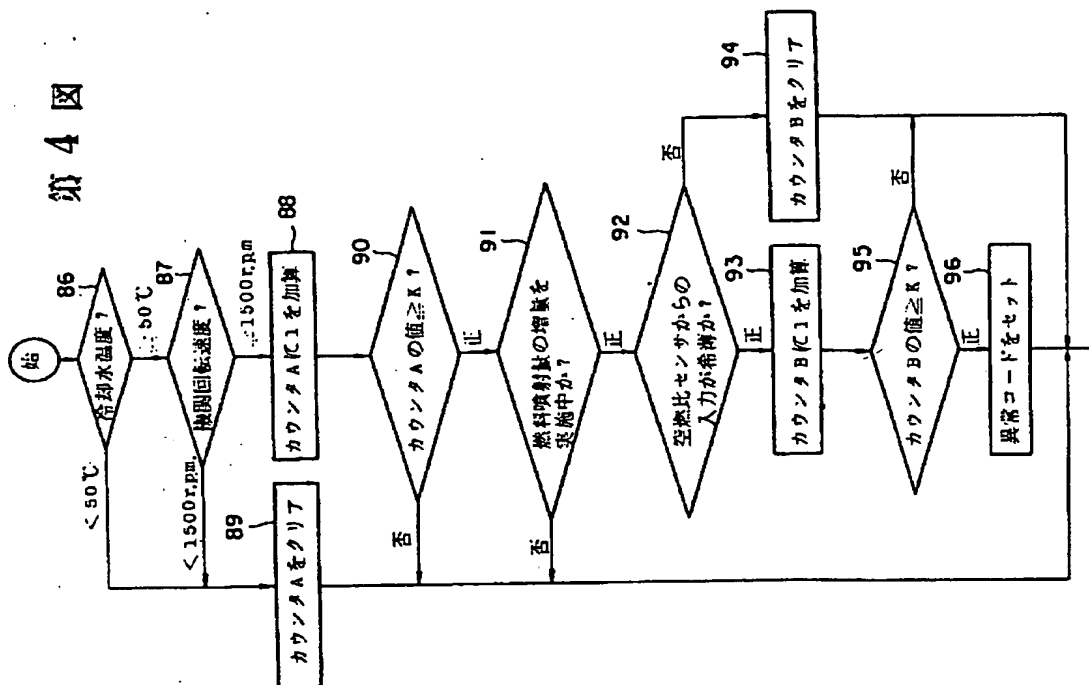 第4図
始
86
冷却水温度?
<50℃
≧50℃
87
機関回転速度?
<1500r.p.m.
≧1500r.p.m
88
カウンタAに1を加算
89
カウンタAをクリア
90
カウンタAの値≧K?
否
正
91
燃料噴射量の増量を
実施中か?
否
正
92
空燃比センサからの
入力が希薄か?
否
正
93
カウンタBに1を加算
94
カウンタBをクリア
95
カウンタBの値≧K?
否
正
96
異常コードをセット